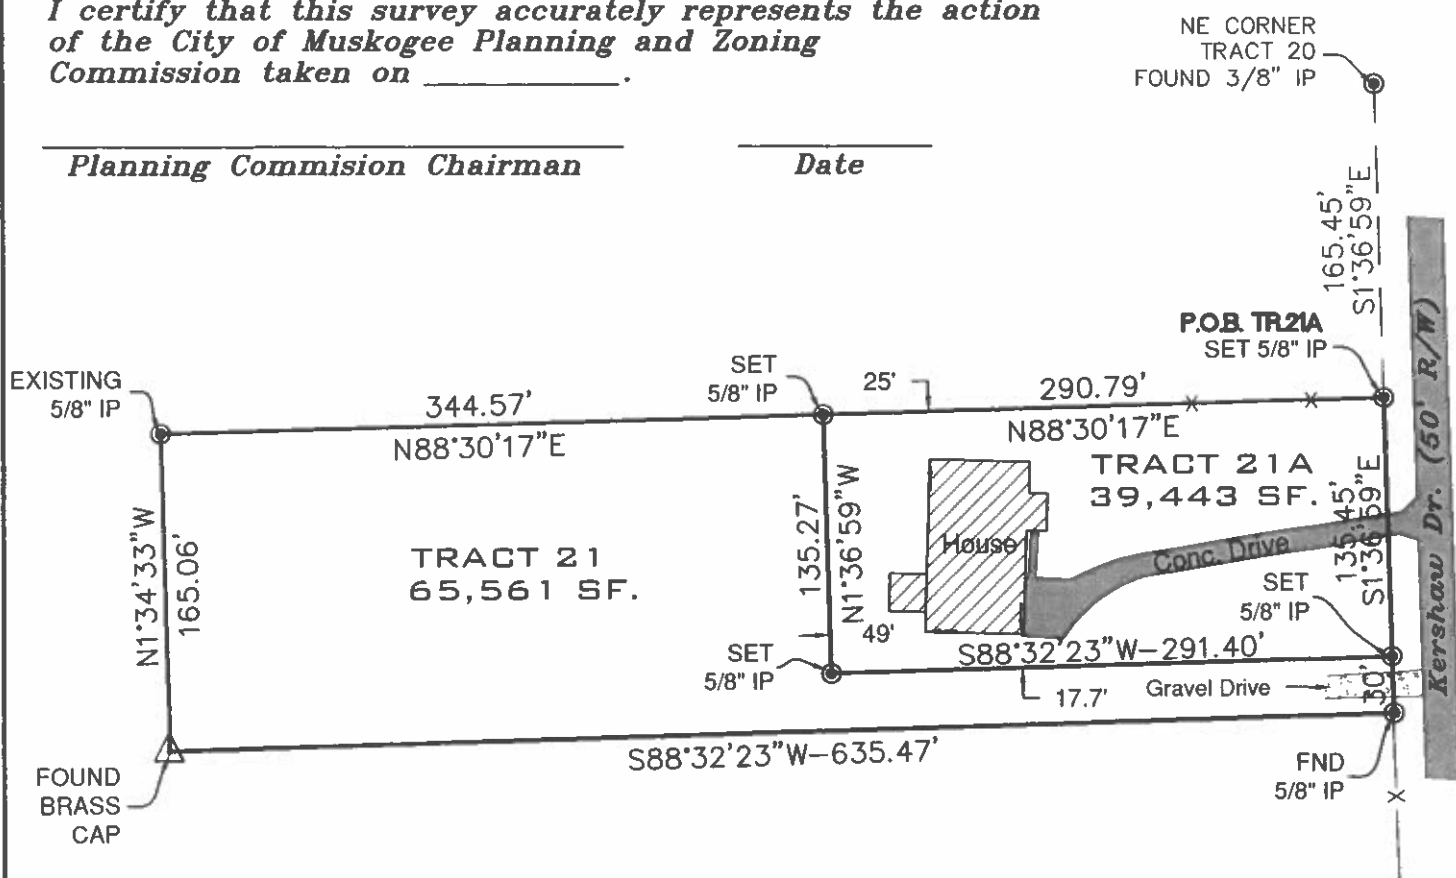 I certify that this survey accurately represents the action
of the City of Muskogee Planning and Zoning
Commission taken on __________.
Planning Commision Chairman
Date
NE CORNER
TRACT 20
FOUND 3/8" IP
165.45'
S1°36'59"E
P.O.B. TR.21A
SET 5/8" IP
EXISTING
5/8" IP
344.57'
N88°30'17"E
SET
5/8" IP
25'
290.79'
N88°30'17"E
TRACT 21A
39,443 SF.
Kershaw Dr. (50' R/W)
N1°34'33"W
165.06'
TRACT 21
65,561 SF.
135.27'
N1°36'59"W
House
Conc. Drive
135.45'
S1°36'59"E
SET
5/8" IP
49'
SET
5/8" IP
S88°32'23"W-291.40'
17.7'
Gravel Drive
30'
S88°32'23"W-635.47'
FOUND
BRASS
CAP
FND
5/8" IP